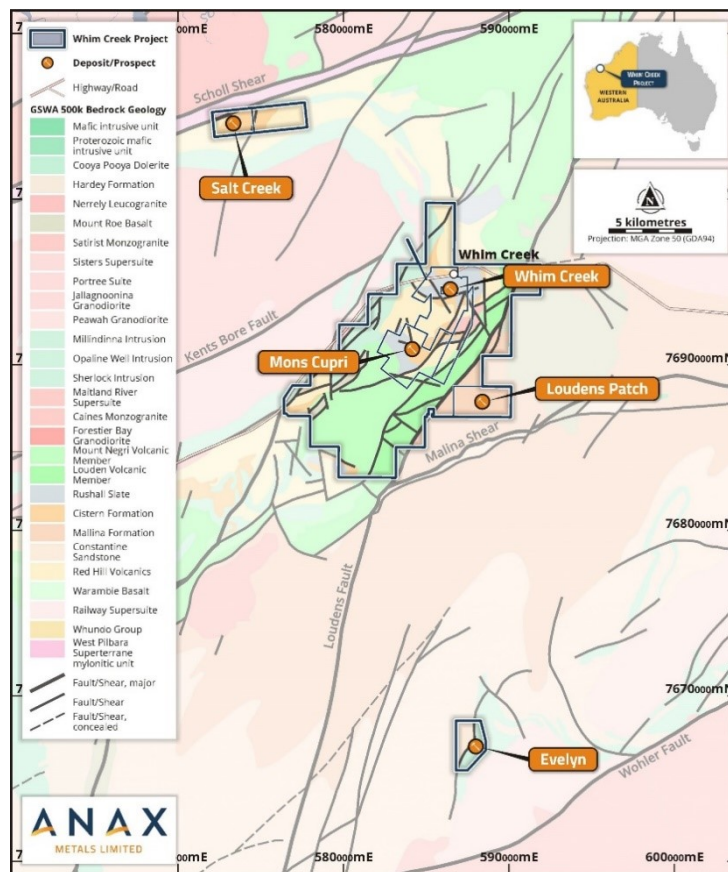 Whim Creek Project
Deposit/Prospect
Highway/Road
GSWA 500k Bedrock Geology
Mafic intrusive unit
Proterozoic mafic
intrusive unit
Cooya Pooya Dolerite
Hardey Formation
Nerrely Leucogranite
Mount Roe Basalt
Satirist Monzogranite
Sisters Supersuite
Portree Suite
Jallagnoonina
Granodiorite
Peawah Granodiorite
Millindinna Intrusion
Opaline Well Intrusion
Sherlock Intrusion
Maitland River
Supersuite
Caines Monzogranite
Forestier Bay
Granodiorite
Mount Negri Volcanic
Member
Louden Volcanic
Member
Rushall Slate
Cistern Formation
Mallina Formation
Constantine
Sandstone
Red Hill Volcanics
Warambie Basalt
Railway Supersuite
Whundo Group
West Pilbara
Superterrane
mylonitic unit
Fault/Shear, major
Fault/Shear
Fault/Shear,
concealed
ANAX
METALS LIMITED
580000mE
590000mE
Scholl Shear
Salt Creek
WHIM CREEK
PROJECT
WESTERN
AUSTRALIA
N
5 kilometres
Projection: MGA Zone 50 (GDA94)
Whim Creek
Whim Creek
Kents Bore Fault
Mons Cupri
7690000mN
Loudens Patch
Malina Shear
7680000mN
Loudens Fault
7670000mN
Evelyn
Wohler Fault
000mE
580000mE
590000mE
600000mE